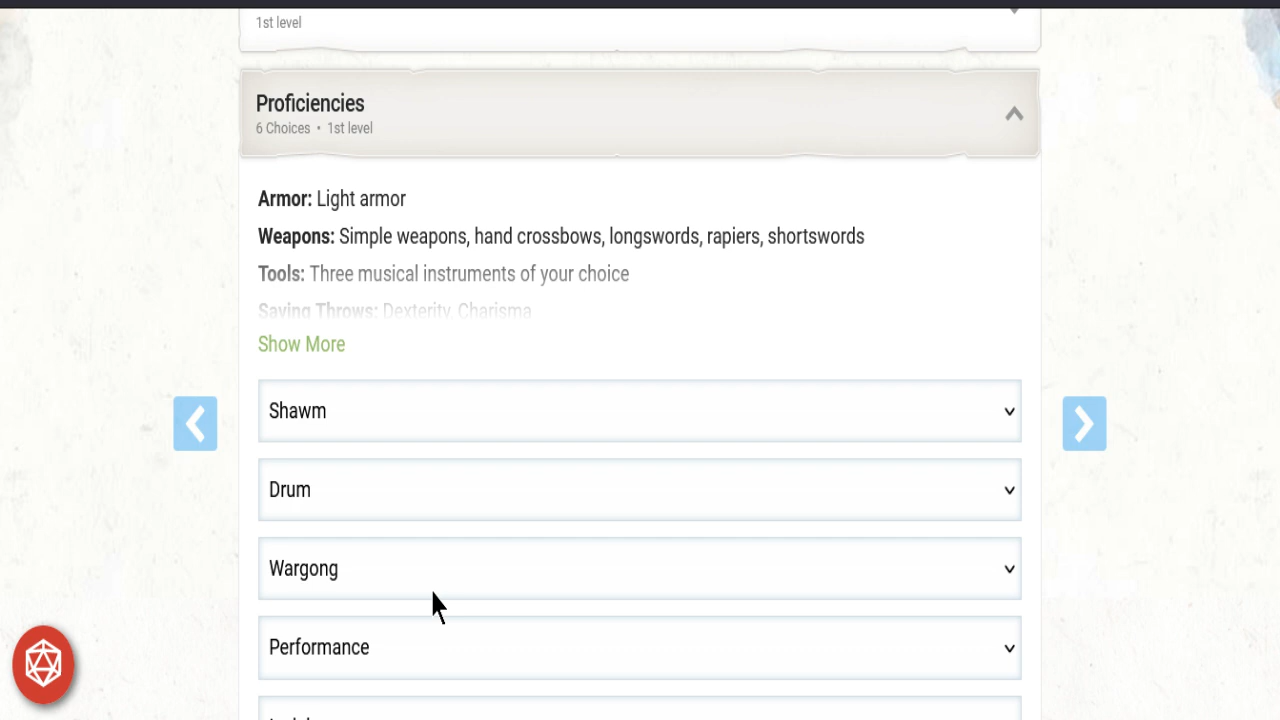 1st level
Proficiencies
6 Choices • 1st level
Armor: Light armor
Weapons: Simple weapons, hand crossbows, longswords, rapiers, shortswords
Tools: Three musical instruments of your choice
Saving Throws: Dexterity, Charisma
Show More
Shawm
Drum
Wargong
Performance